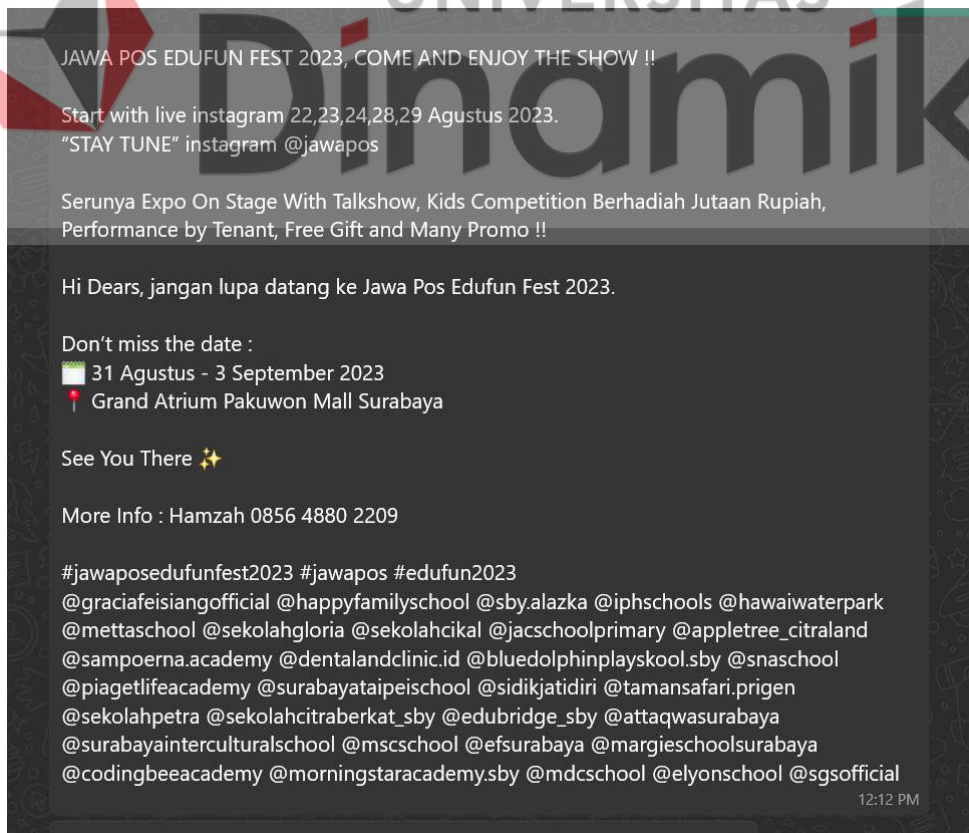 UNIVERSITAS
Dinamik
JAWA POS EDUFUN FEST 2023, COME AND ENJOY THE SHOW !!
Start with live instagram 22,23,24,28,29 Agustus 2023.
“STAY TUNE” instagram @jawapos
Serunya Expo On Stage With Talkshow, Kids Competition Berhadiah Jutaan Rupiah,
Performance by Tenant, Free Gift and Many Promo !!
Hi Dears, jangan lupa datang ke Jawa Pos Edufun Fest 2023.
Don’t miss the date :
🗓 31 Agustus - 3 September 2023
📍 Grand Atrium Pakuwon Mall Surabaya
See You There ✨
More Info : Hamzah 0856 4880 2209
#jawaposedufunfest2023 #jawapos #edufun2023
@graciafeisiangofficial @happyfamilyschool @sby.alazka @iphschools @hawaiwaterpark
@mettaschool @sekolahgloria @sekolahcikal @jacschoolprimary @appletree_citraland
@sampoerna.academy @dentalandclinic.id @bluedolphinplayskool.sby @snaschool
@piagetlifeacademy @surabayataipeischool @sidikjatidiri @tamansafari.prigen
@sekolahpetra @sekolahcitraberkat_sby @edubridge_sby @attaqwasurabaya
@surabayainterculturalschool @mscschool @efsurabaya @margieschoolsurabaya
@codingbeeacademy @morningstaracademy.sby @mdcschool @elyonschool @sgsofficial
12:12 PM